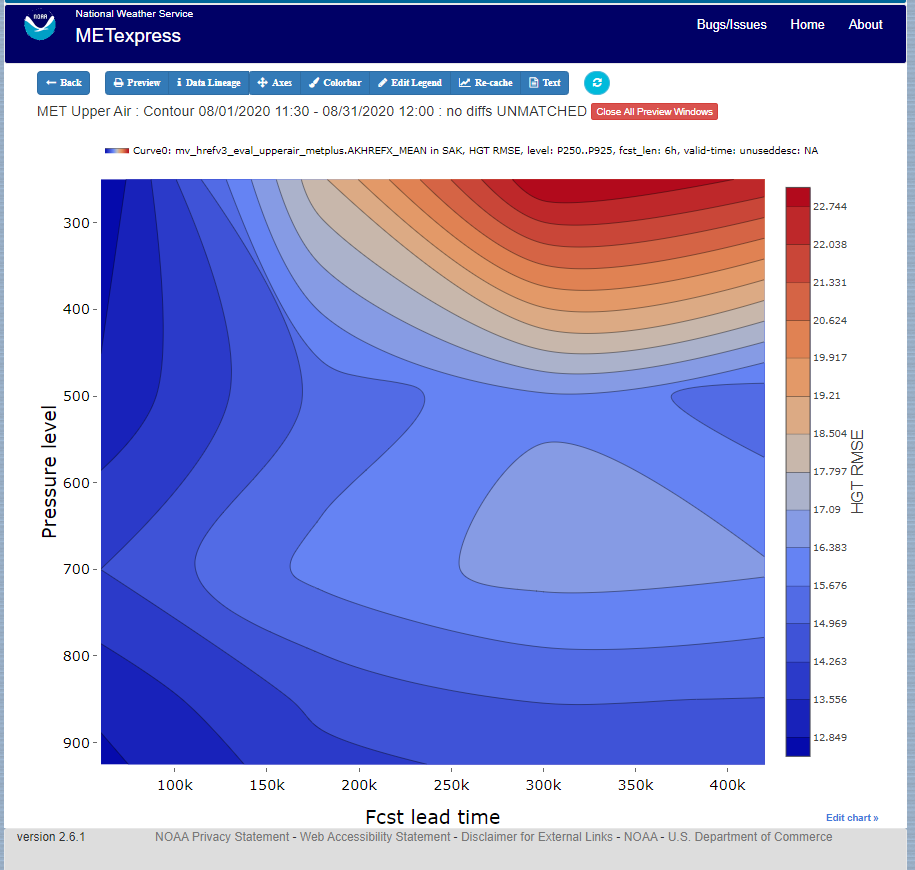 NOAA
National Weather Service
METexpress
Bugs/Issues Home About
Back Preview Data Lineage Axes Colorbar Edit Legend Re-cache Text
MET Upper Air : Contour 08/01/2020 11:30 - 08/31/2020 12:00 : no diffs UNMATCHED Close All Preview Windows
Curve0: mv_hrefv3_eval_upperair_metplus.AKHREFX_MEAN in SAK, HGT RMSE, level: P250..P925, fcst_len: 6h, valid-time: unuseddesc: NA
Pressure level
300
400
500
600
700
800
900
100k 150k 200k 250k 300k 350k 400k
Fcst lead time
22.744
22.038
21.331
20.624
19.917
19.21
18.504
17.797
17.09
16.383
15.676
14.969
14.263
13.556
12.849
HGT RMSE
Edit chart »
version 2.6.1 NOAA Privacy Statement - Web Accessibility Statement - Disclaimer for External Links - NOAA - U.S. Department of Commerce